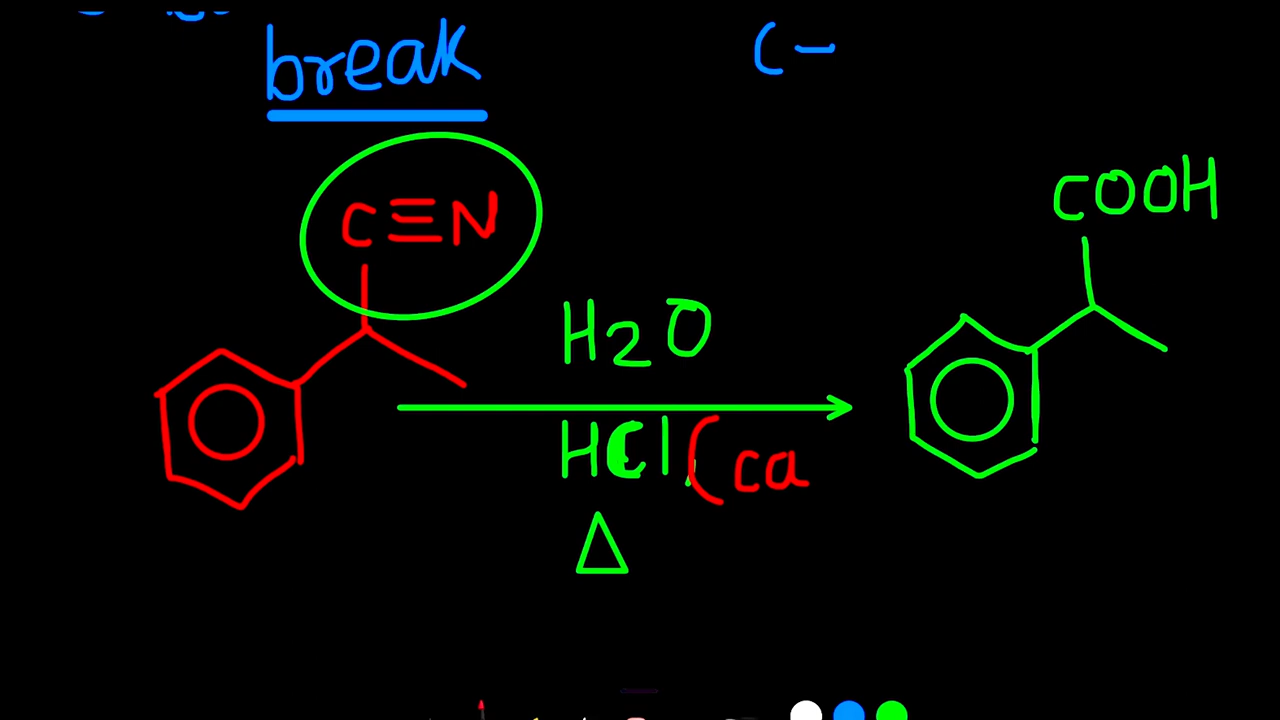 break
C -
C≡N
COOH
H2O
HCl, (ca
Δ